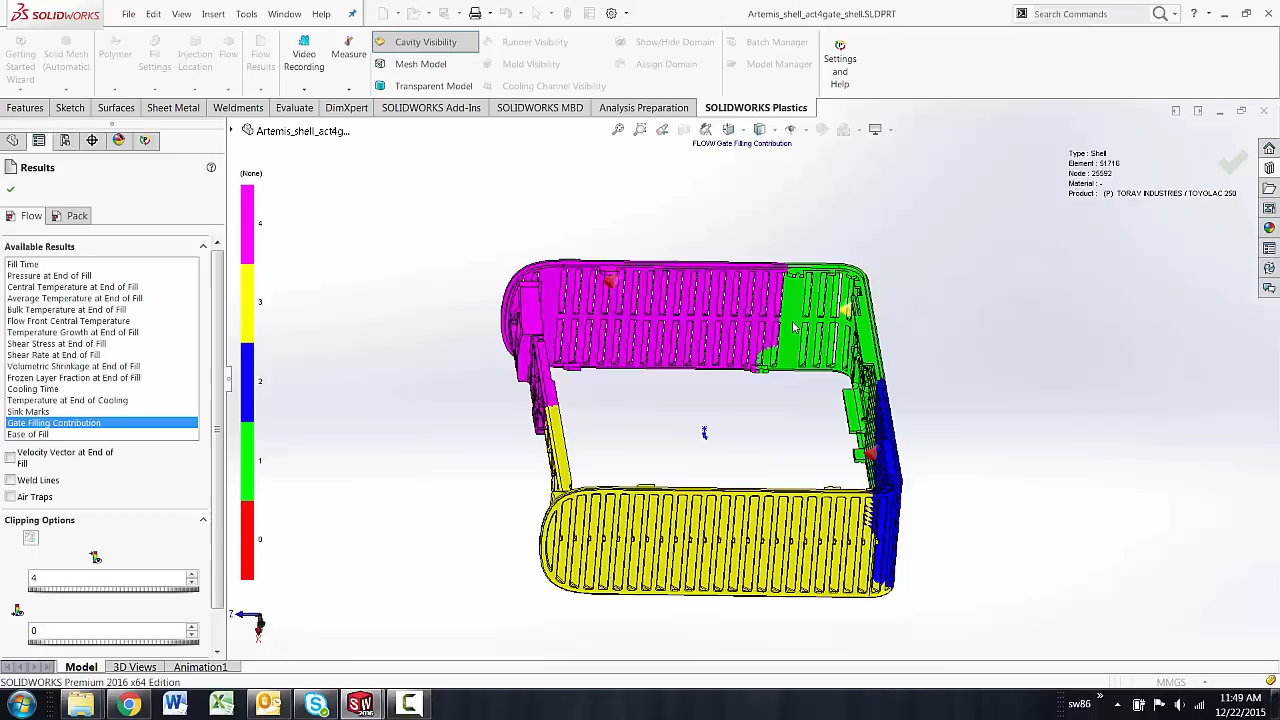 SOLIDWORKS
File Edit View Insert Tools Window Help
Artemis_shell_act4gate_shell.SLDPRT
Search Commands
Getting Started Wizard
Solid Mesh (Automatic)
Polymer
Fill Settings
Injection Location
Flow
Flow Results
Video Recording
Measure
Cavity Visibility
Mesh Model
Transparent Model
Runner Visibility
Mold Visibility
Cooling Channel Visibility
Show/Hide Domain
Assign Domain
Batch Manager
Model Manager
Settings and Help
Features Sketch Surfaces Sheet Metal Weldments Evaluate DimXpert SOLIDWORKS Add-Ins SOLIDWORKS MBD Analysis Preparation SOLIDWORKS Plastics
Artemis_shell_act4g...
FLOW Gate Filling Contribution
Type : Shell
Element : 51716
Node : 25592
Material : -
Product : (P) TORAY INDUSTRIES / TOYOLAC 250
Results
Flow Pack
Available Results
Fill Time
Pressure at End of Fill
Central Temperature at End of Fill
Average Temperature at End of Fill
Bulk Temperature at End of Fill
Flow Front Central Temperature
Temperature Growth at End of Fill
Shear Stress at End of Fill
Shear Rate at End of Fill
Volumetric Shrinkage at End of Fill
Frozen Layer Fraction at End of Fill
Cooling Time
Temperature at End of Cooling
Sink Marks
Gate Filling Contribution
Ease of Fill
Velocity Vector at End of
Fill
Weld Lines
Air Traps
Clipping Options
4
0
(None)
4
3
2
1
0
Z
X
Model 3D Views Animation1
SOLIDWORKS Premium 2016 x64 Edition
MMGS
sw86
11:49 AM
12/22/2015